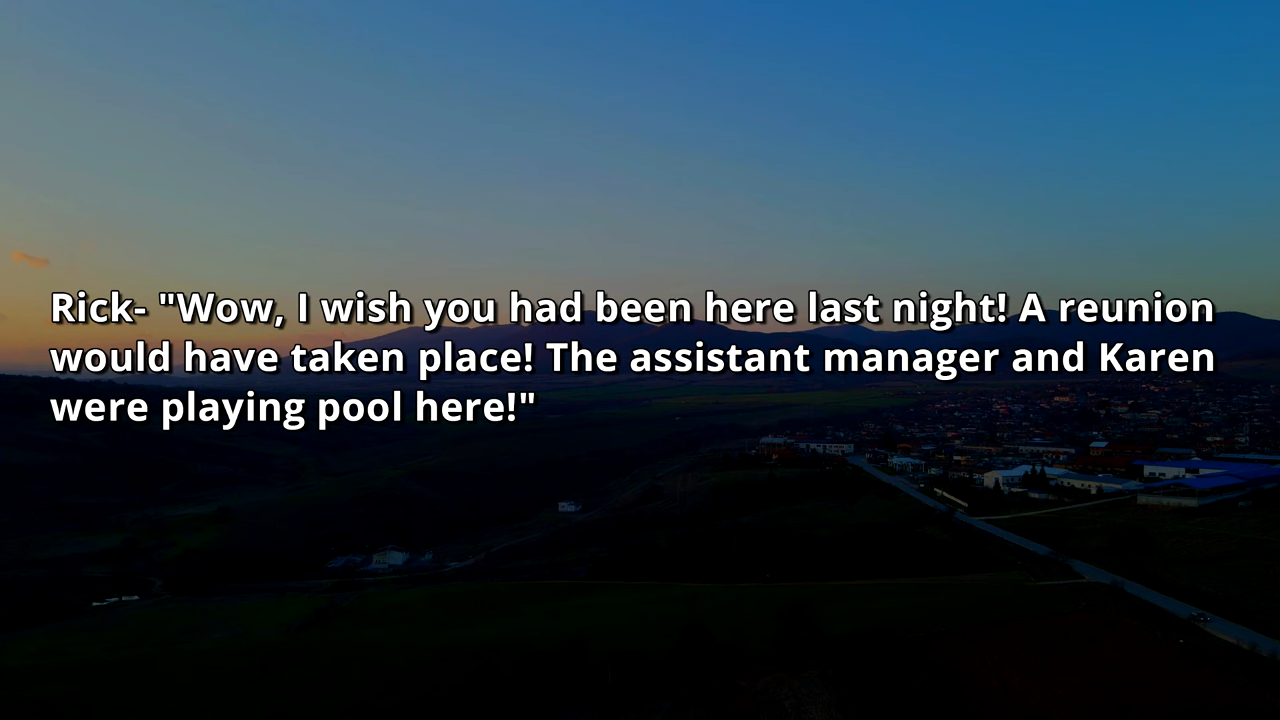 Rick- "Wow, I wish you had been here last night! A reunion
would have taken place! The assistant manager and Karen
were playing pool here!"